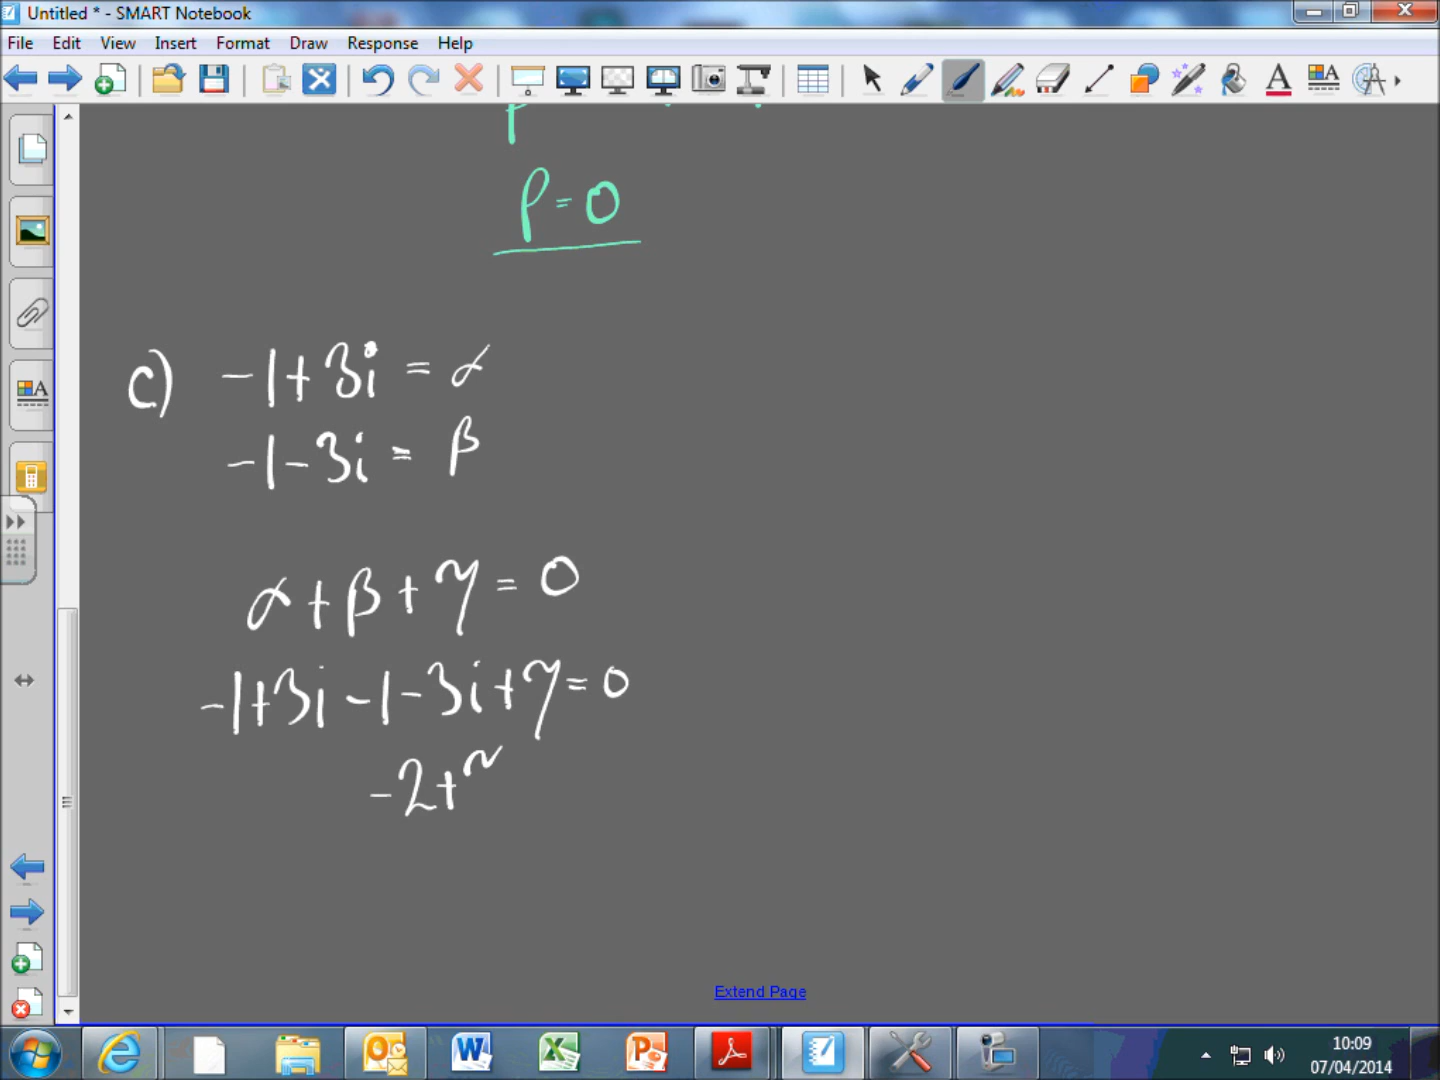 Untitled * - SMART Notebook
File Edit View Insert Format Draw Response Help
p = 0
c) -1+3i = α
-1-3i = β
α+β+γ=0
-1+3i-1-3i+γ=0
-2+
Extend Page
10:09
07/04/2014